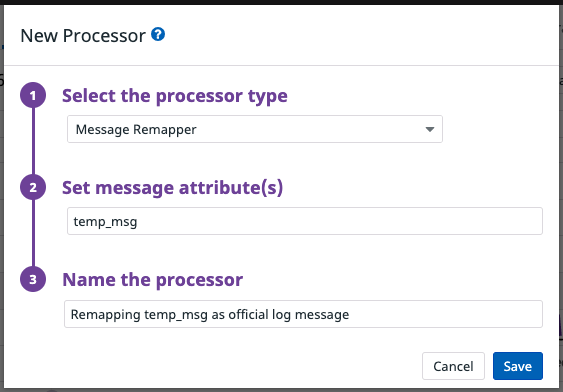 New Processor ?
1 Select the processor type
Message Remapper
2 Set message attribute(s)
temp_msg
3 Name the processor
Remapping temp_msg as official log message
Cancel Save